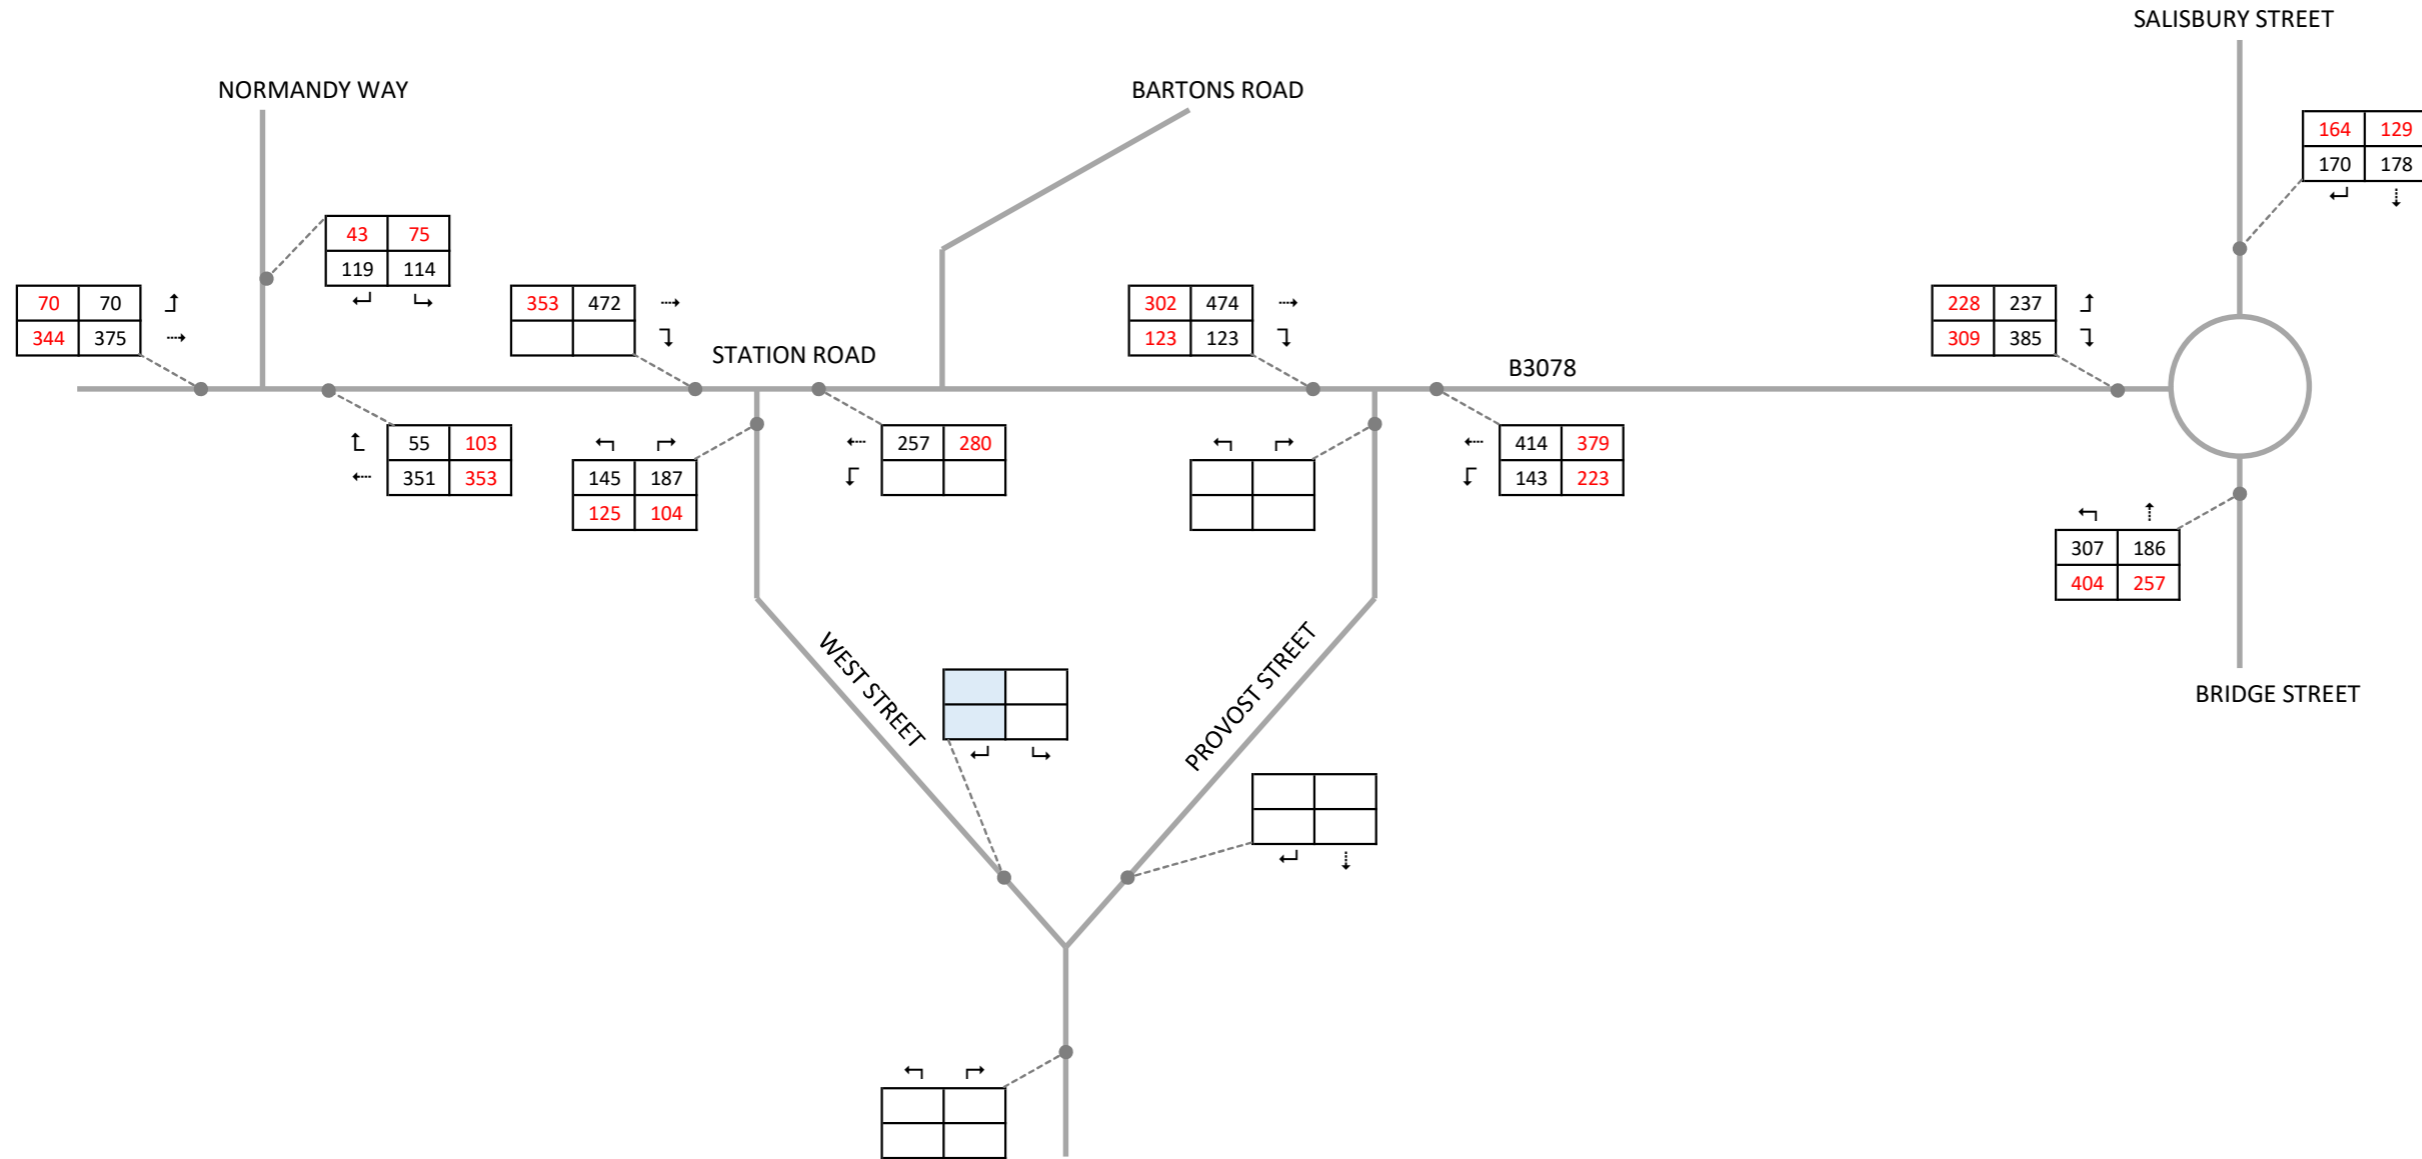 SALISBURY STREET
NORMANDY WAY
BARTONS ROAD
164 129
170 178
43 75
119 114
70 70
344 375
353 472
302 474
123 123
228 237
309 385
STATION ROAD
B3078
55 103
351 353
145 187
125 104
257 280
414 379
143 223
307 186
404 257
WEST STREET
PROVOST STREET
BRIDGE STREET